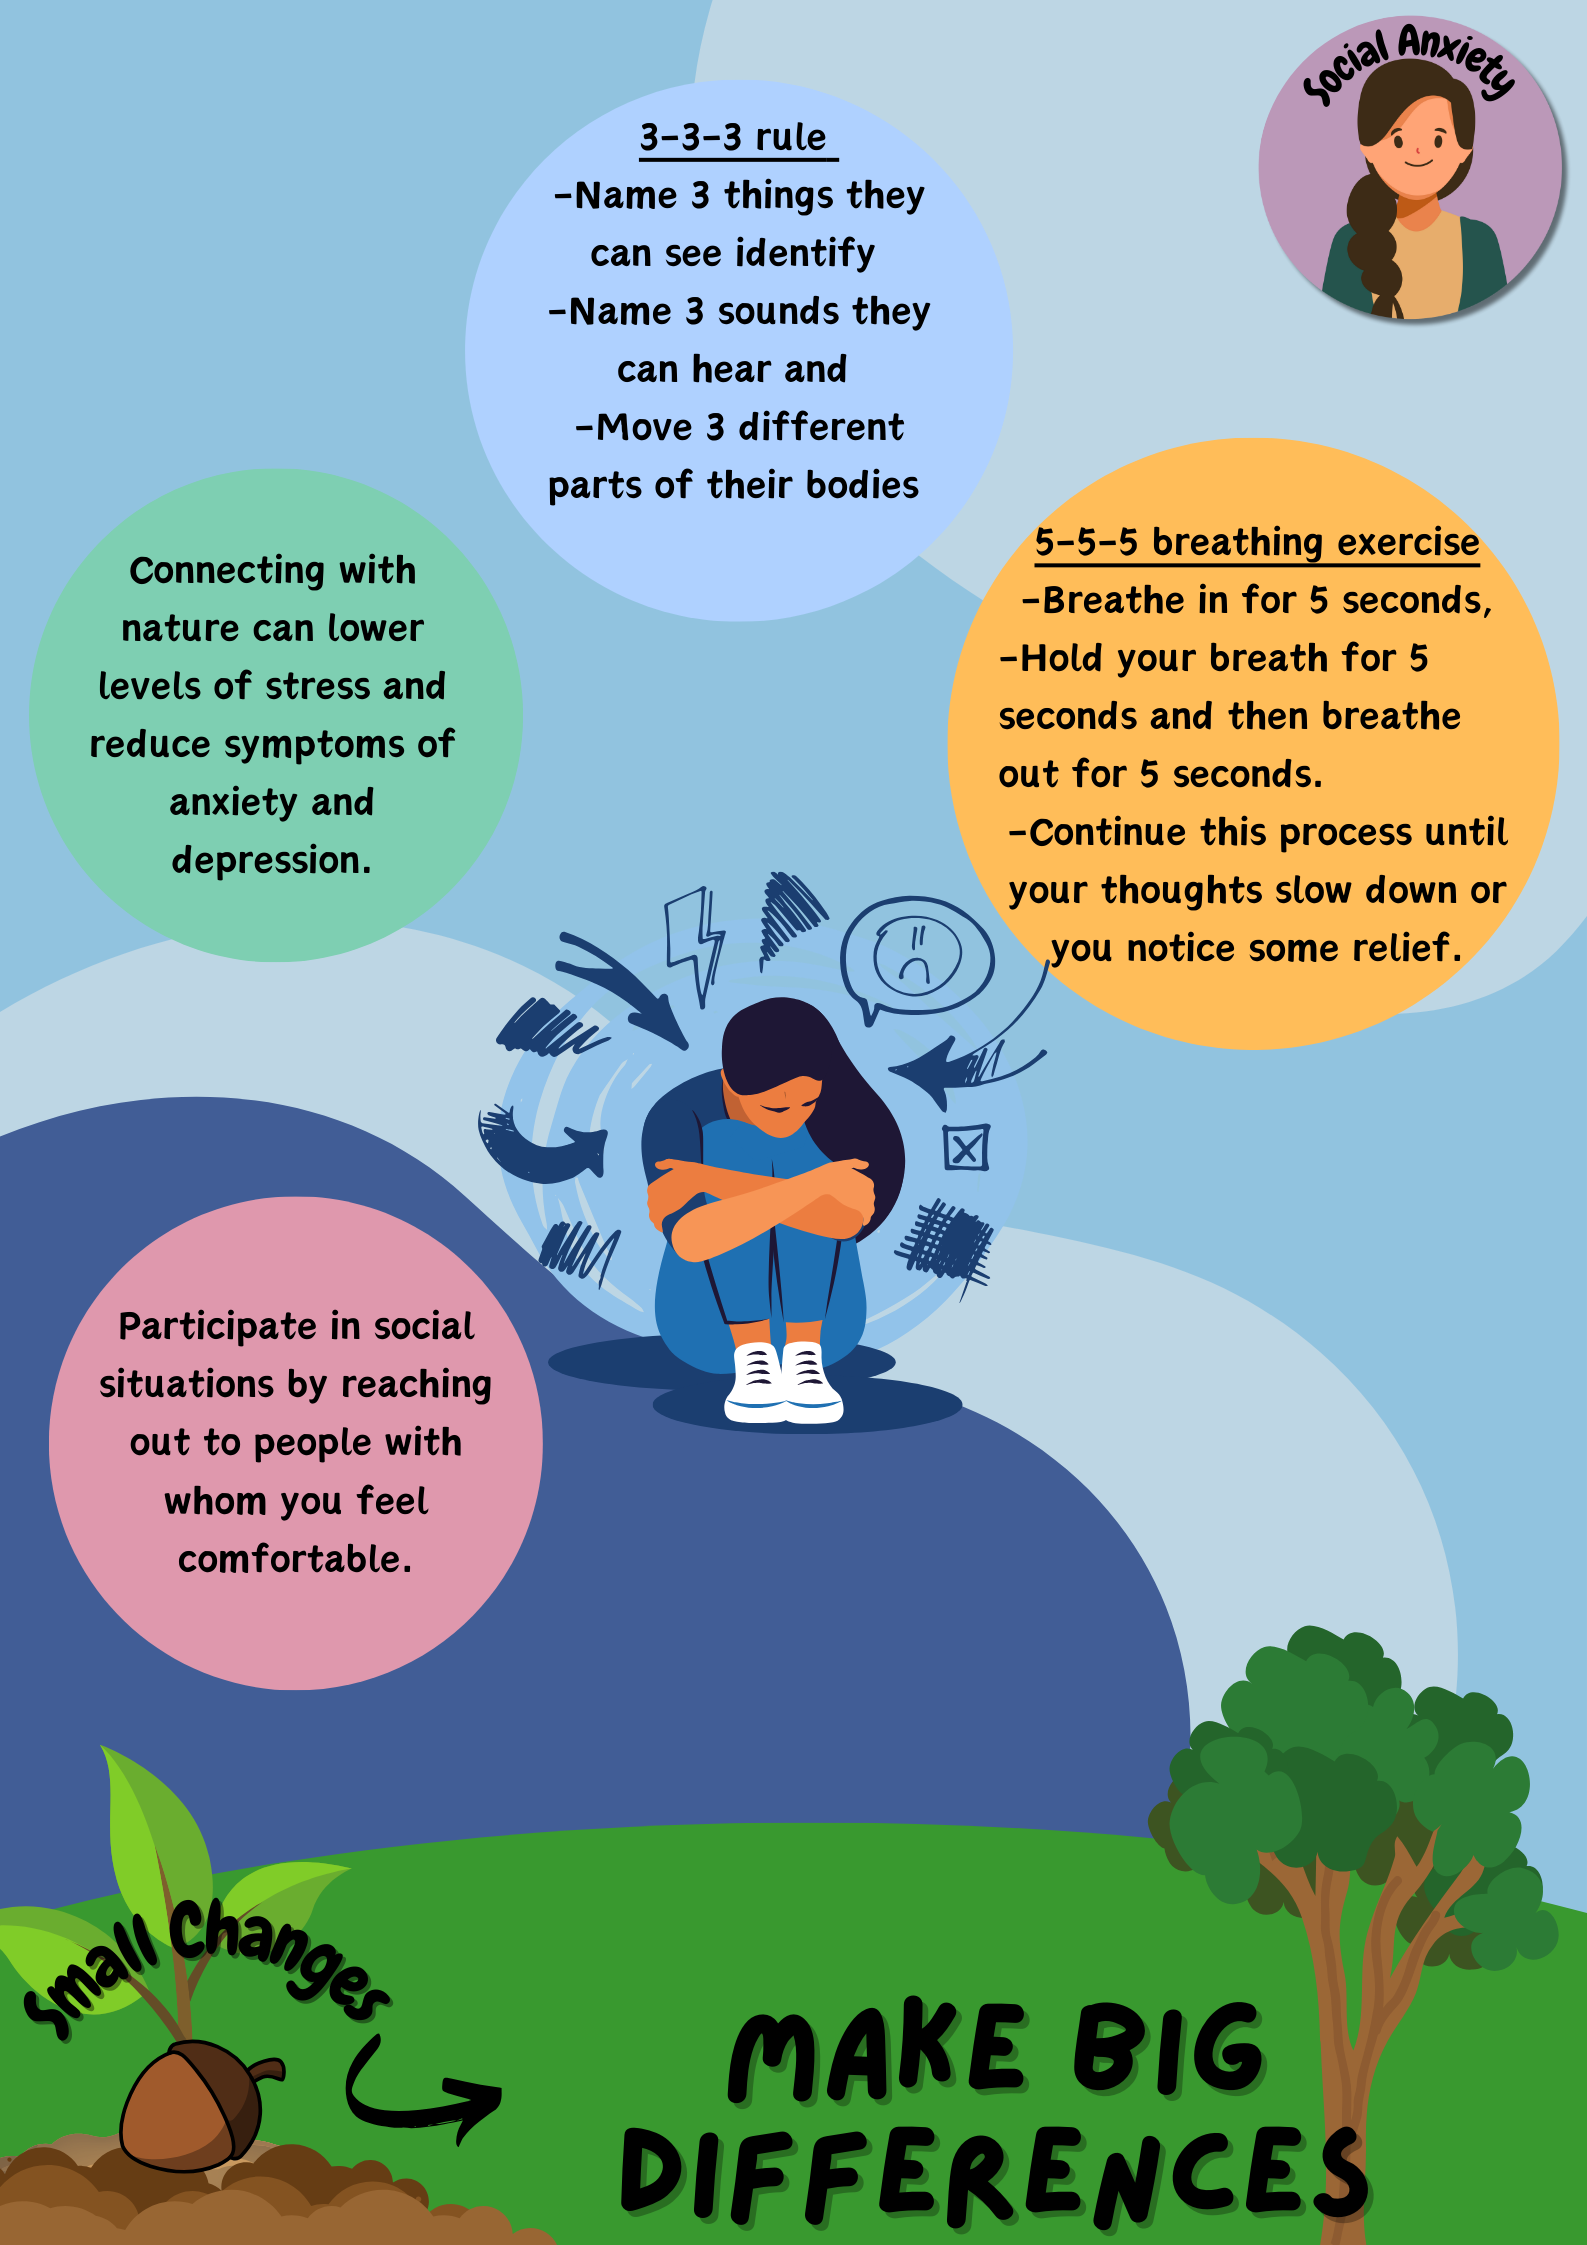 Social Anxiety
3-3-3 rule
-Name 3 things they
can see identify
-Name 3 sounds they
can hear and
-Move 3 different
parts of their bodies
Connecting with
nature can lower
levels of stress and
reduce symptoms of
anxiety and
depression.
5-5-5 breathing exercise
-Breathe in for 5 seconds,
-Hold your breath for 5
seconds and then breathe
out for 5 seconds.
-Continue this process until
your thoughts slow down or
you notice some relief.
Participate in social
situations by reaching
out to people with
whom you feel
comfortable.
Small Changes
MAKE BIG
DIFFERENCES